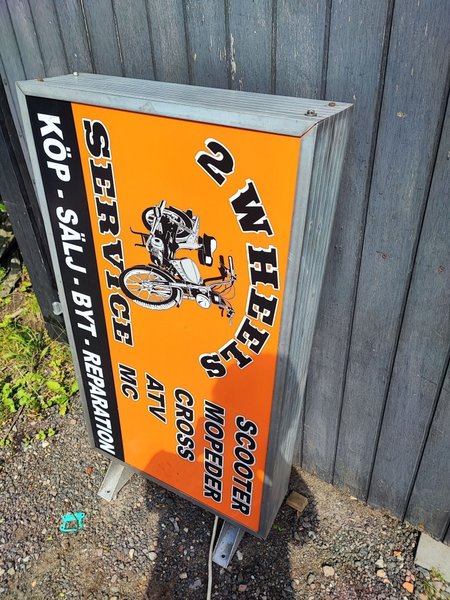 2 WHEELS
SERVICE
SCOOTER
MOPEDER
CROSS
ATV
MC
KÖP - SÄLJ - BYT - REPARATION